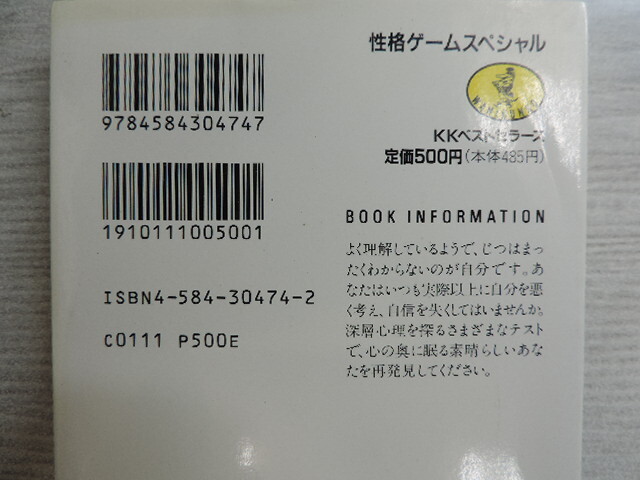 性格ゲームスペシャル
KKベストセラーズ
定価500円(本体485円)
9784584304747
1910111005001
ISBN4-584-30474-2
C0111 P500E
BOOK INFORMATION
よく理解しているようで、じつはまっ
たくわからないのが自分です。あ
なたはいつも実際以上に自分を悪
く考え、自信を失くしてはいませんか。
深層心理を探るさまざまなテスト
で、心の奥に眠る素晴らしいあな
たを再発見してください。